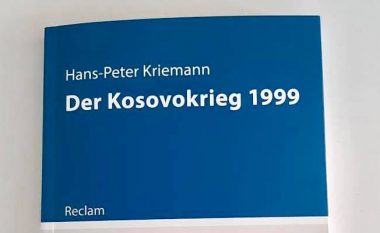 Hans-Peter Kriemann
Der Kosovokrieg 1999
Reclam